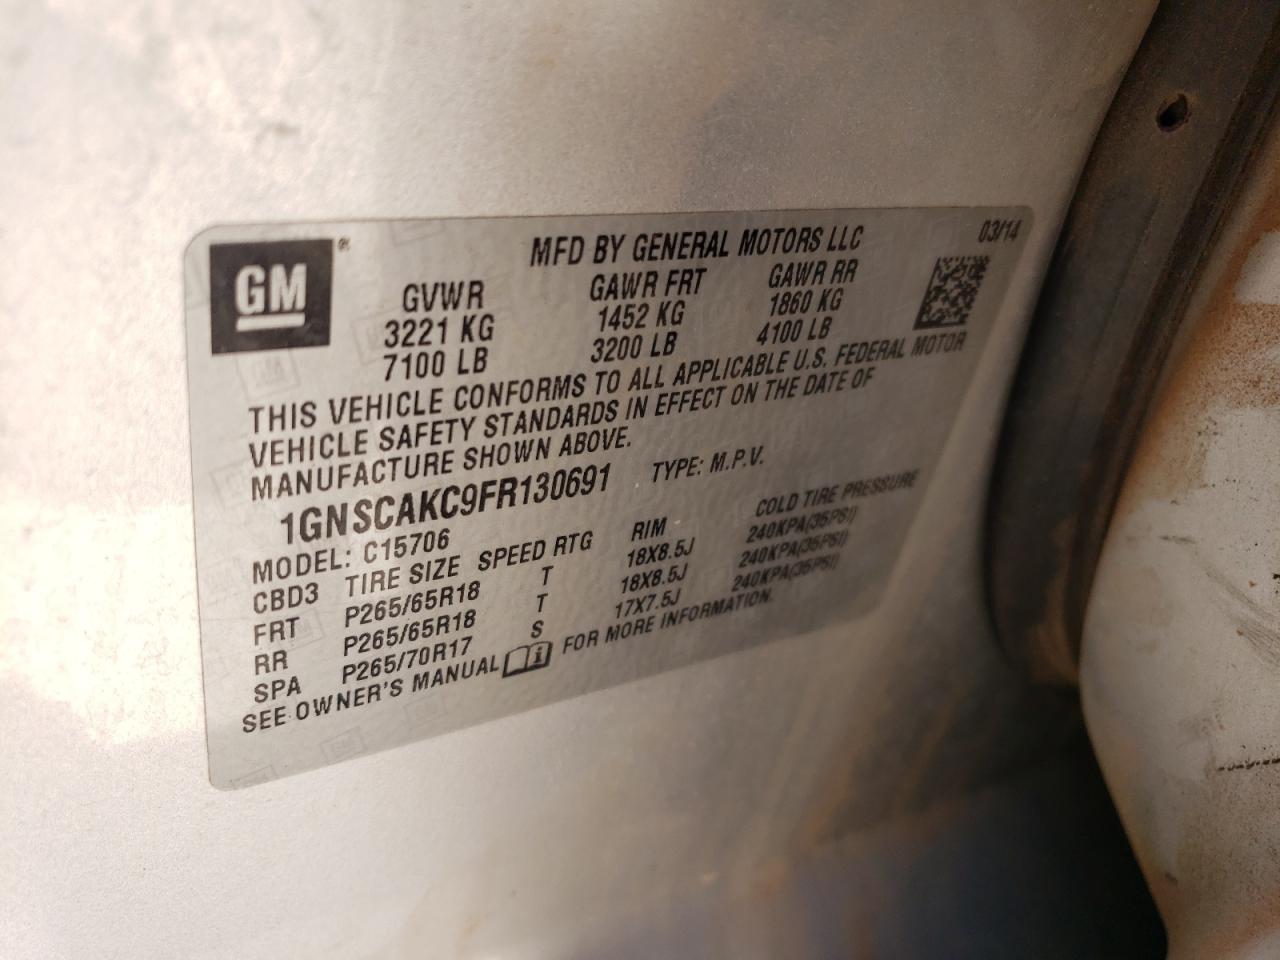 GM
®
MFD BY GENERAL MOTORS LLC 03/14
GVWR GAWR FRT GAWR RR
3221 KG 1452 KG 1860 KG
7100 LB 3200 LB 4100 LB
THIS VEHICLE CONFORMS TO ALL APPLICABLE U.S. FEDERAL MOTOR
VEHICLE SAFETY STANDARDS IN EFFECT ON THE DATE OF
MANUFACTURE SHOWN ABOVE.
1GNSCAKC9FR130691 TYPE: M.P.V.
MODEL: C15706
CBD3 TIRE SIZE SPEED RTG RIM COLD TIRE PRESSURE
FRT P265/65R18 T 18X8.5J 240KPA(35PSI)
RR P265/65R18 T 18X8.5J 240KPA(35PSI)
SPA P265/70R17 S 17X7.5J 240KPA(35PSI)
SEE OWNER'S MANUAL FOR MORE INFORMATION.